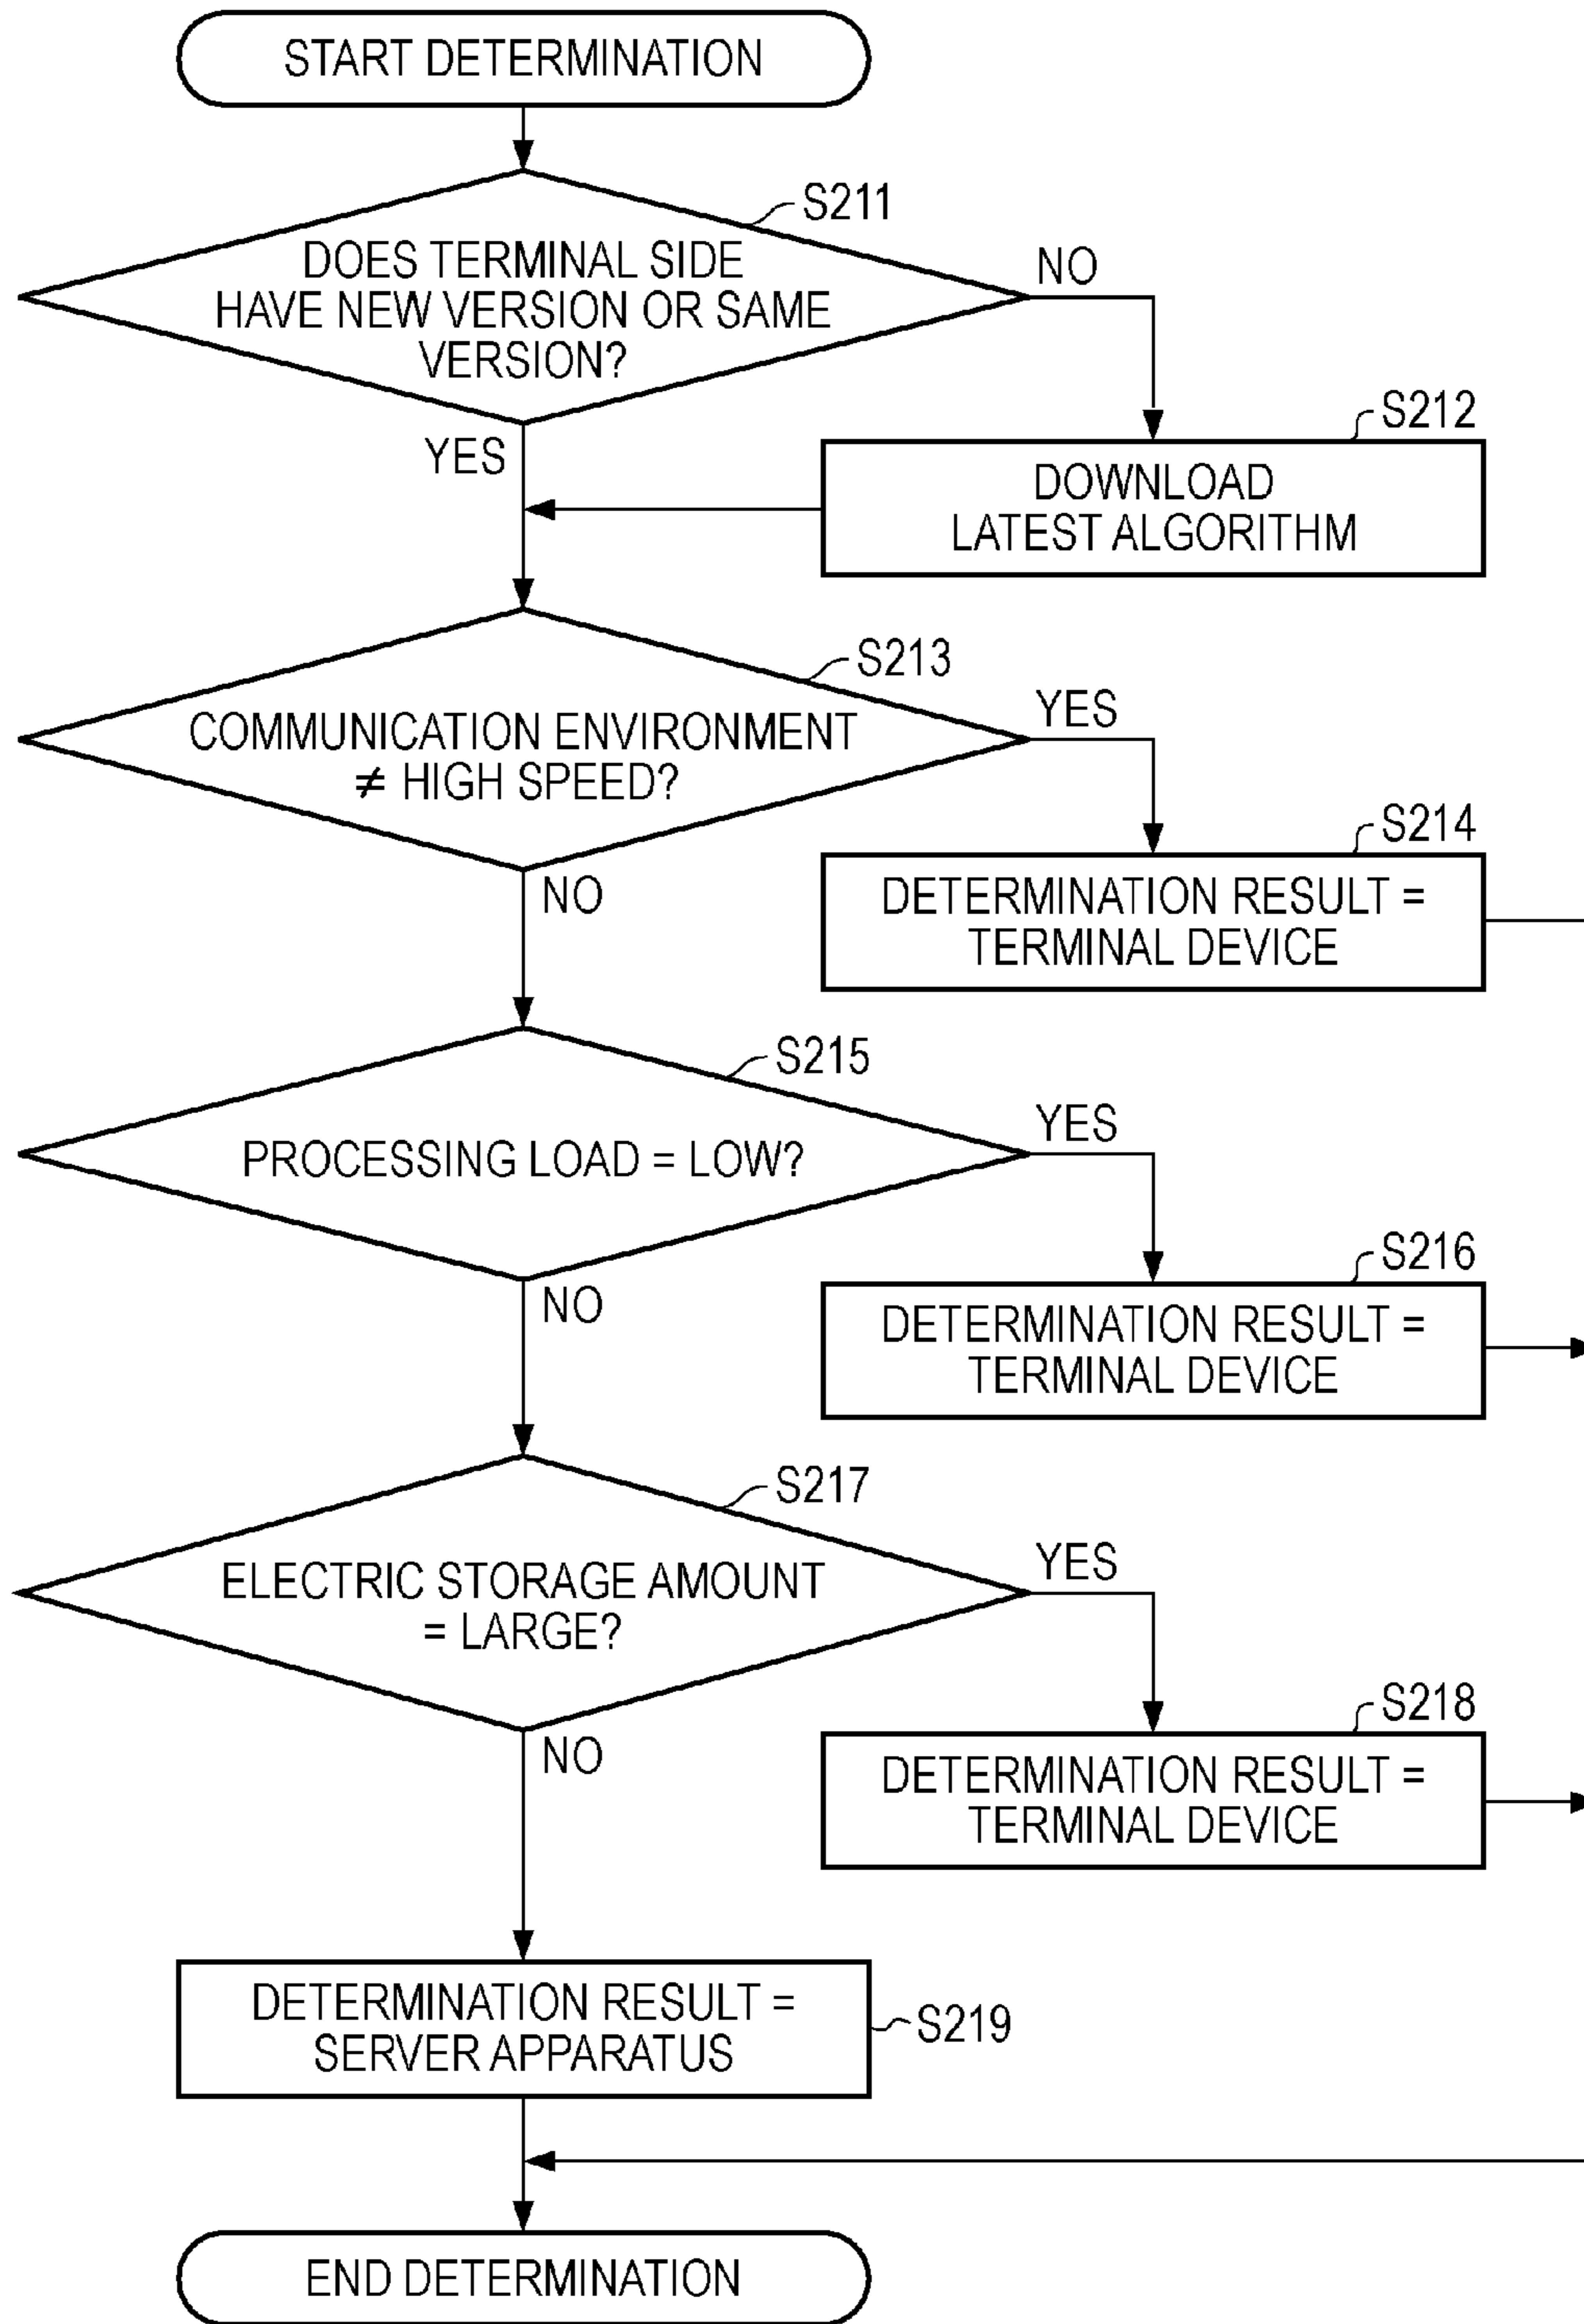 START DETERMINATION
S211
DOES TERMINAL SIDE
HAVE NEW VERSION OR SAME
VERSION?
NO
YES
S212
DOWNLOAD
LATEST ALGORITHM
S213
COMMUNICATION ENVIRONMENT
≠ HIGH SPEED?
YES
NO
S214
DETERMINATION RESULT =
TERMINAL DEVICE
S215
PROCESSING LOAD = LOW?
YES
NO
S216
DETERMINATION RESULT =
TERMINAL DEVICE
S217
ELECTRIC STORAGE AMOUNT
= LARGE?
YES
NO
S218
DETERMINATION RESULT =
TERMINAL DEVICE
DETERMINATION RESULT =
SERVER APPARATUS
S219
END DETERMINATION